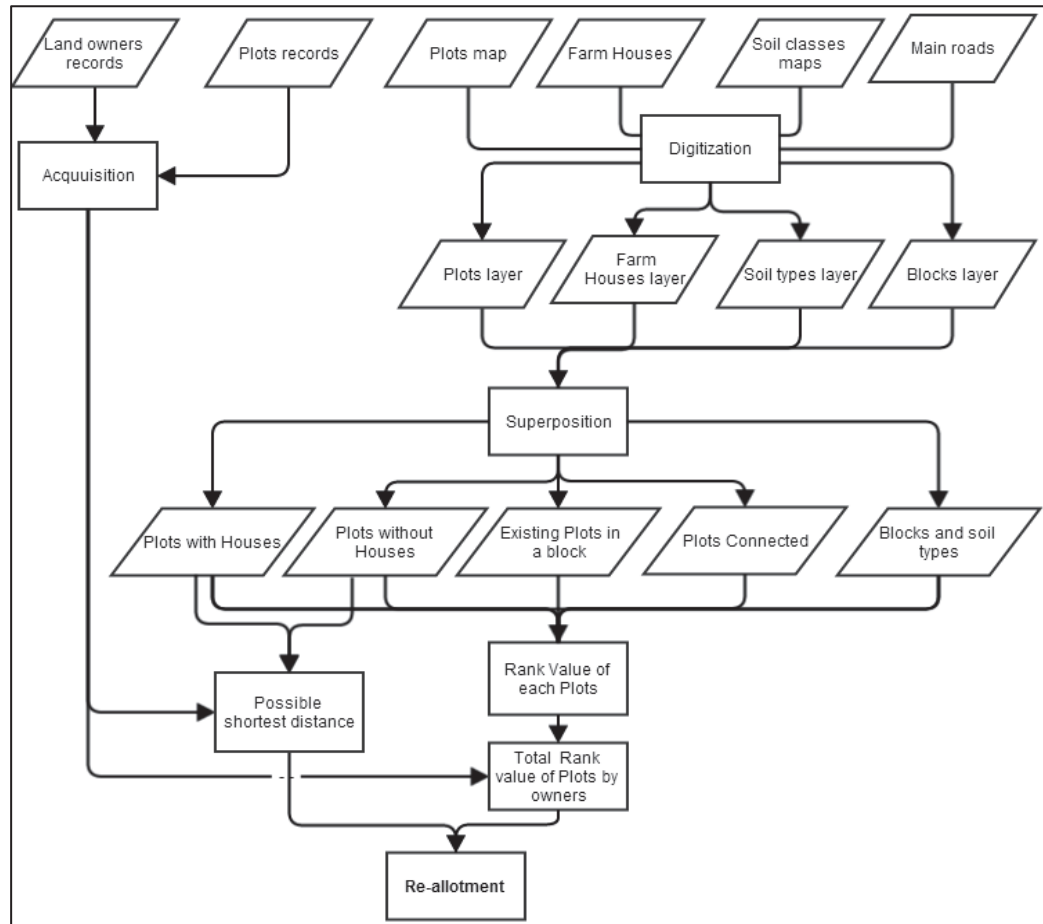 Land owners
records
Plots records
Plots map
Farm Houses
Soil classes
maps
Main roads
Acquuisition
Digitization
Plots layer
Farm
Houses layer
Soil types layer
Blocks layer
Superposition
Plots with Houses
Plots without
Houses
Existing Plots in
a block
Plots Connected
Blocks and soil
types
Possible
shortest distance
Rank Value of
each Plots
Total Rank
value of Plots by
owners
Re-allotment